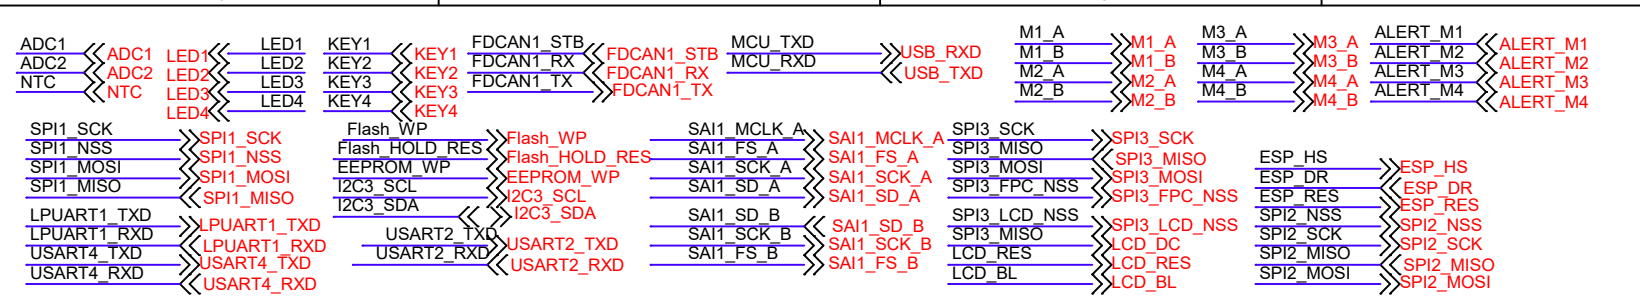 ADC1 ADC1
ADC2 ADC2
NTC NTC
LED1 LED1
LED2 LED2
LED3 LED3
LED4 LED4
KEY1 KEY1
KEY2 KEY2
KEY3 KEY3
KEY4 KEY4
FDCAN1_STB FDCAN1_STB
FDCAN1_RX FDCAN1_RX
FDCAN1_TX FDCAN1_TX
MCU_TXD USB_RXD
MCU_RXD USB_TXD
M1_A M1_A
M1_B M1_B
M2_A M2_A
M2_B M2_B
M3_A M3_A
M3_B M3_B
M4_A M4_A
M4_B M4_B
ALERT_M1 ALERT_M1
ALERT_M2 ALERT_M2
ALERT_M3 ALERT_M3
ALERT_M4 ALERT_M4
SPI1_SCK SPI1_SCK
SPI1_NSS SPI1_NSS
SPI1_MOSI SPI1_MOSI
SPI1_MISO SPI1_MISO
LPUART1_TXD LPUART1_TXD
LPUART1_RXD LPUART1_RXD
USART4_TXD USART4_TXD
USART4_RXD USART4_RXD
Flash_WP Flash_WP
Flash_HOLD_RES Flash_HOLD_RES
EEPROM_WP EEPROM_WP
I2C3_SCL I2C3_SCL
I2C3_SDA I2C3_SDA
USART2_TXD USART2_TXD
USART2_RXD USART2_RXD
SAI1_MCLK_A SAI1_MCLK_A
SAI1_FS_A SAI1_FS_A
SAI1_SCK_A SAI1_SCK_A
SAI1_SD_A SAI1_SD_A
SAI1_SD_B SAI1_SD_B
SAI1_SCK_B SAI1_SCK_B
SAI1_FS_B SAI1_FS_B
SPI3_SCK SPI3_SCK
SPI3_MISO SPI3_MISO
SPI3_MOSI SPI3_MOSI
SPI3_FPC_NSS SPI3_FPC_NSS
SPI3_LCD_NSS SPI3_LCD_NSS
SPI3_MISO LCD_DC
LCD_RES LCD_RES
LCD_BL LCD_BL
ESP_HS ESP_HS
ESP_DR ESP_DR
ESP_RES ESP_RES
SPI2_NSS SPI2_NSS
SPI2_SCK SPI2_SCK
SPI2_MISO SPI2_MISO
SPI2_MOSI SPI2_MOSI